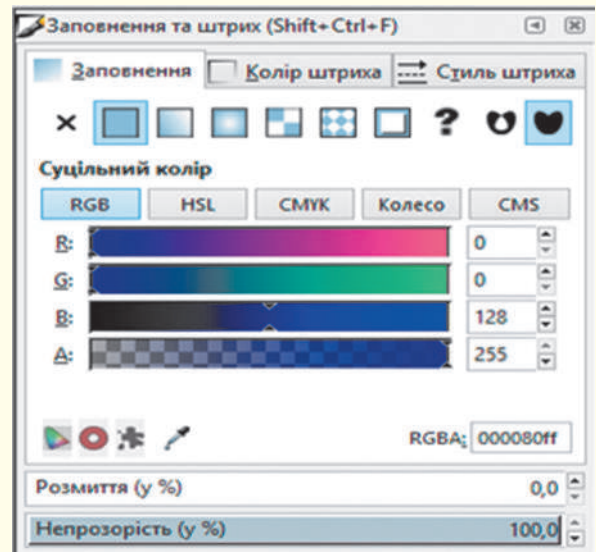 Заповнення та штрих (Shift+Ctrl+F)
Заповнення Колір штриха Стиль штриха
?
Суцільний колір
RGB HSL CMYK Колесо CMS
R: 0
G: 0
B: 128
A: 255
RGBA: 000080ff
Розмиття (у %) 0,0
Непрозорість (у %) 100,0